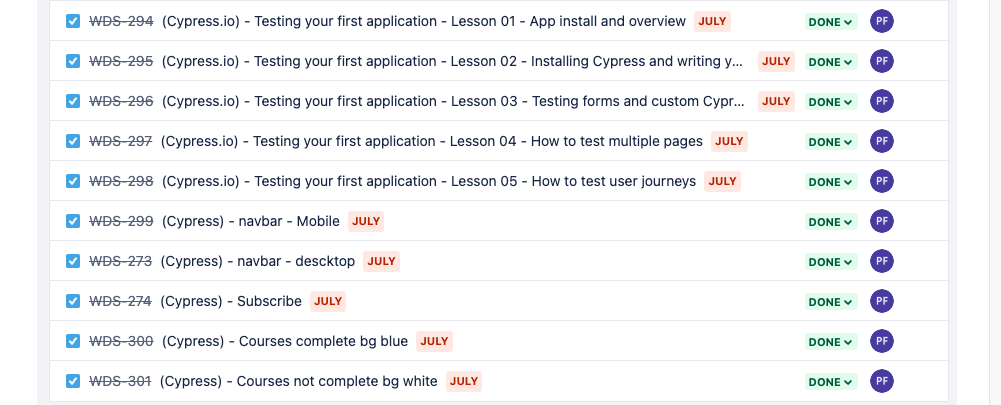 WDS-294 (Cypress.io) - Testing your first application - Lesson 01 - App install and overview JULY DONE PF
WDS-295 (Cypress.io) - Testing your first application - Lesson 02 - Installing Cypress and writing y... JULY DONE PF
WDS-296 (Cypress.io) - Testing your first application - Lesson 03 - Testing forms and custom Cypr... JULY DONE PF
WDS-297 (Cypress.io) - Testing your first application - Lesson 04 - How to test multiple pages JULY DONE PF
WDS-298 (Cypress.io) - Testing your first application - Lesson 05 - How to test user journeys JULY DONE PF
WDS-299 (Cypress) - navbar - Mobile JULY DONE PF
WDS-273 (Cypress) - navbar - descktop JULY DONE PF
WDS-274 (Cypress) - Subscribe JULY DONE PF
WDS-300 (Cypress) - Courses complete bg blue JULY DONE PF
WDS-301 (Cypress) - Courses not complete bg white JULY DONE PF